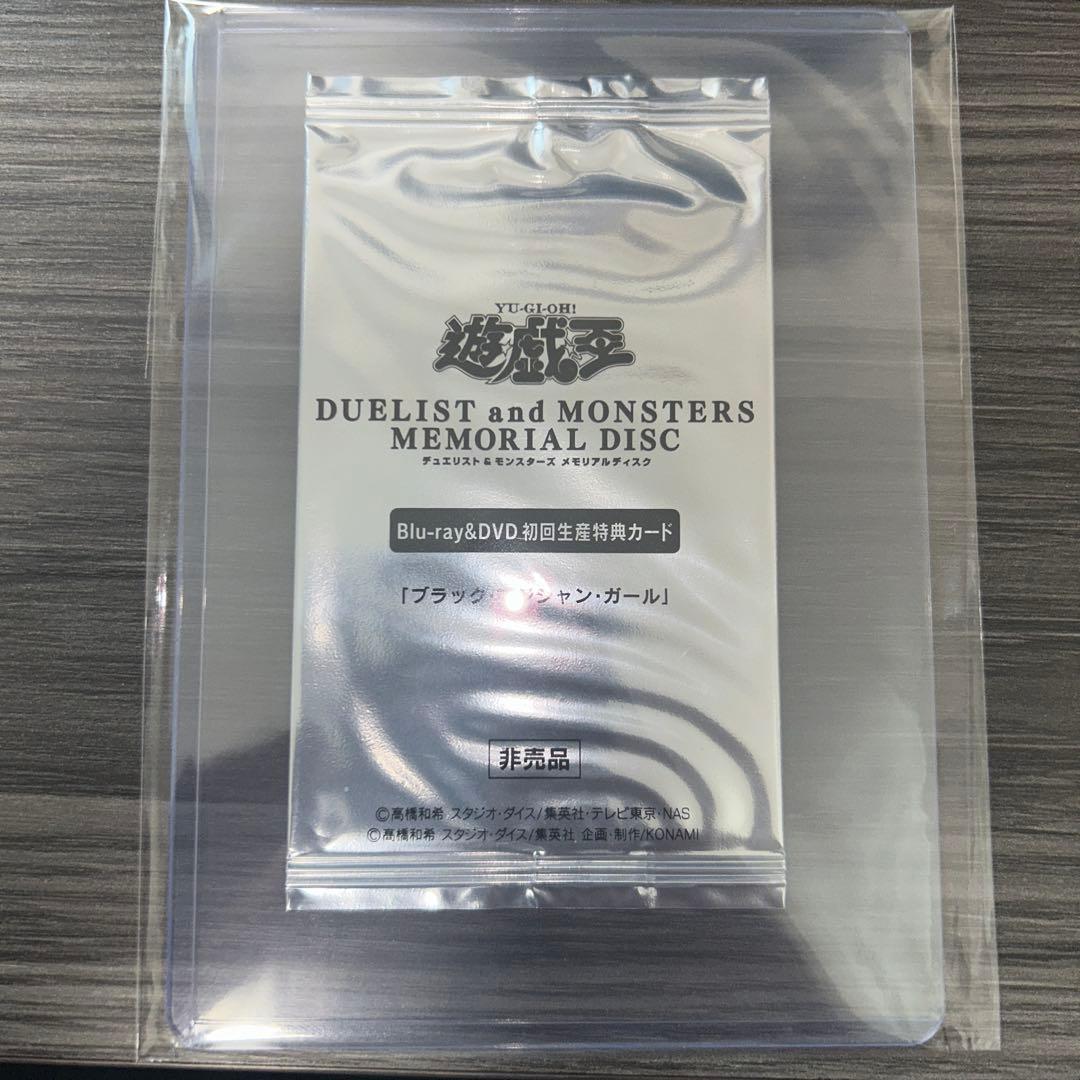 YU-GI-OH!
遊戯王
DUELIST and MONSTERS
MEMORIAL DISC
デュエリスト&モンスターズ メモリアルディスク
Blu-ray&DVD 初回生産特典カード
「ブラック シャン・ガール」
非売品
©高橋和希 スタジオ・ダイス/集英社・テレビ東京・NAS
©高橋和希 スタジオ・ダイス/集英社 企画・制作/KONAMI